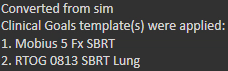 Converted from sim
Clinical Goals template(s) were applied:
1. Mobius 5 Fx SBRT
2. RTOG 0813 SBRT Lung